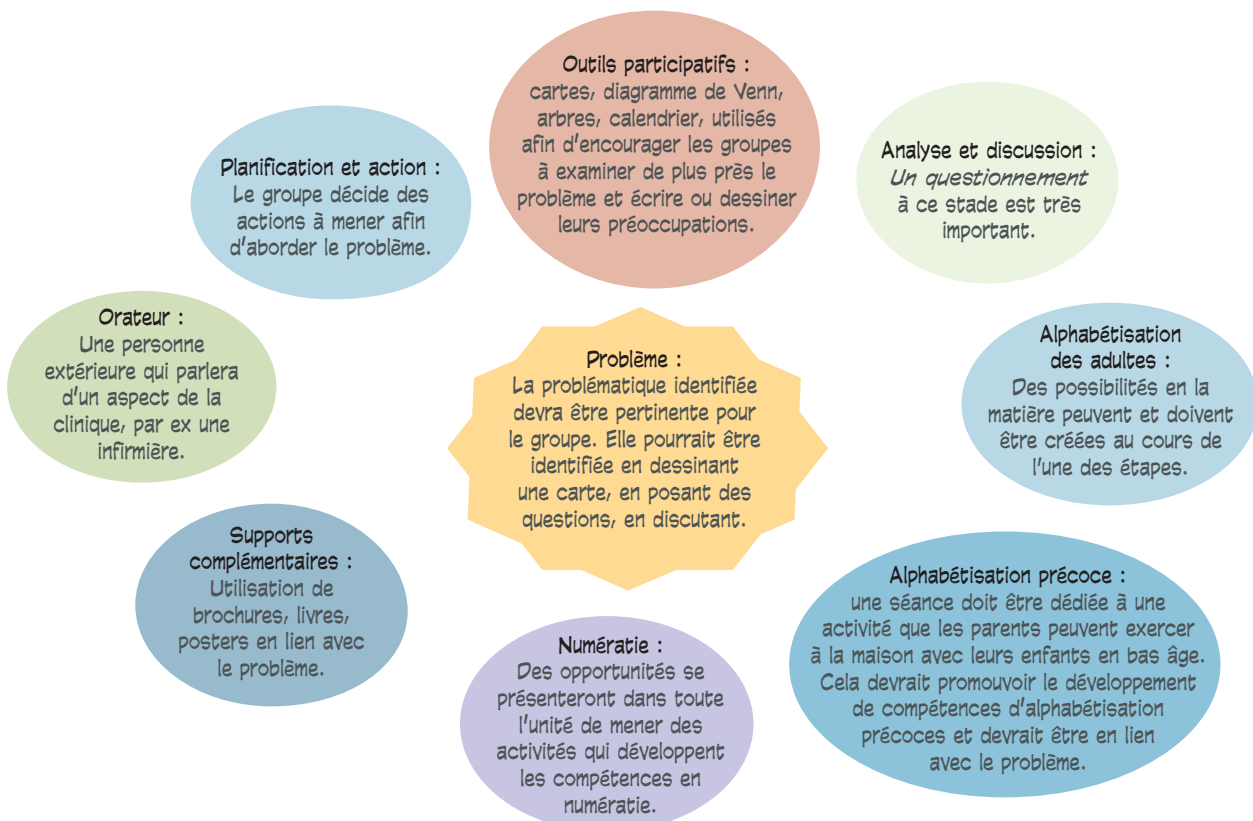 Outils participatifs :
cartes, diagramme de Venn,
arbres, calendrier, utilisés
afin d'encourager les groupes
à examiner de plus près le
problème et écrire ou dessiner
leurs préoccupations.
Planification et action :
Le groupe décide des
actions à mener afin
d'aborder le problème.
Analyse et discussion :
Un questionnement
à ce stade est très
important.
Orateur :
Une personne
extérieure qui parlera
d'un aspect de la
clinique, par ex une
infirmière.
Problème :
La problématique identifiée
devra être pertinente pour
le groupe. Elle pourrait être
identifiée en dessinant
une carte, en posant des
questions, en discutant.
Alphabétisation
des adultes :
Des possibilités en la
matière peuvent et doivent
être créées au cours de
l'une des étapes.
Supports
complémentaires :
Utilisation de
brochures, livres,
posters en lien avec
le problème.
Numératie :
Des opportunités se
présenteront dans toute
l'unité de mener des
activités qui développent
les compétences en
numératie.
Alphabétisation précoce :
une séance doit être dédiée à une
activité que les parents peuvent exercer
à la maison avec leurs enfants en bas âge.
Cela devrait promouvoir le développement
de compétences d'alphabétisation
précoces et devrait être en lien
avec le problème.